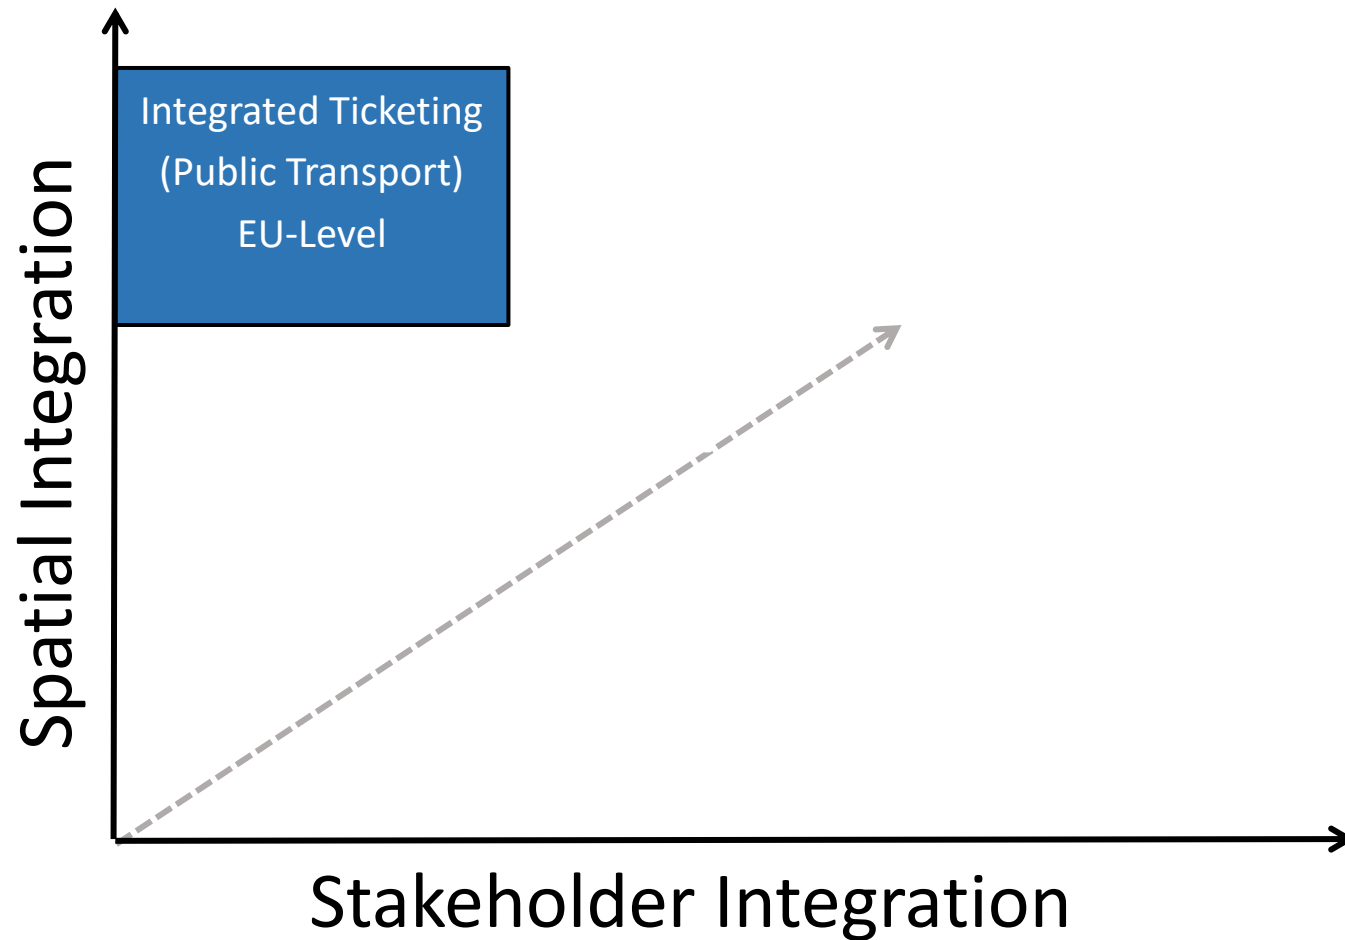 Integrated Ticketing
(Public Transport)
EU-Level
Spatial Integration
Stakeholder Integration